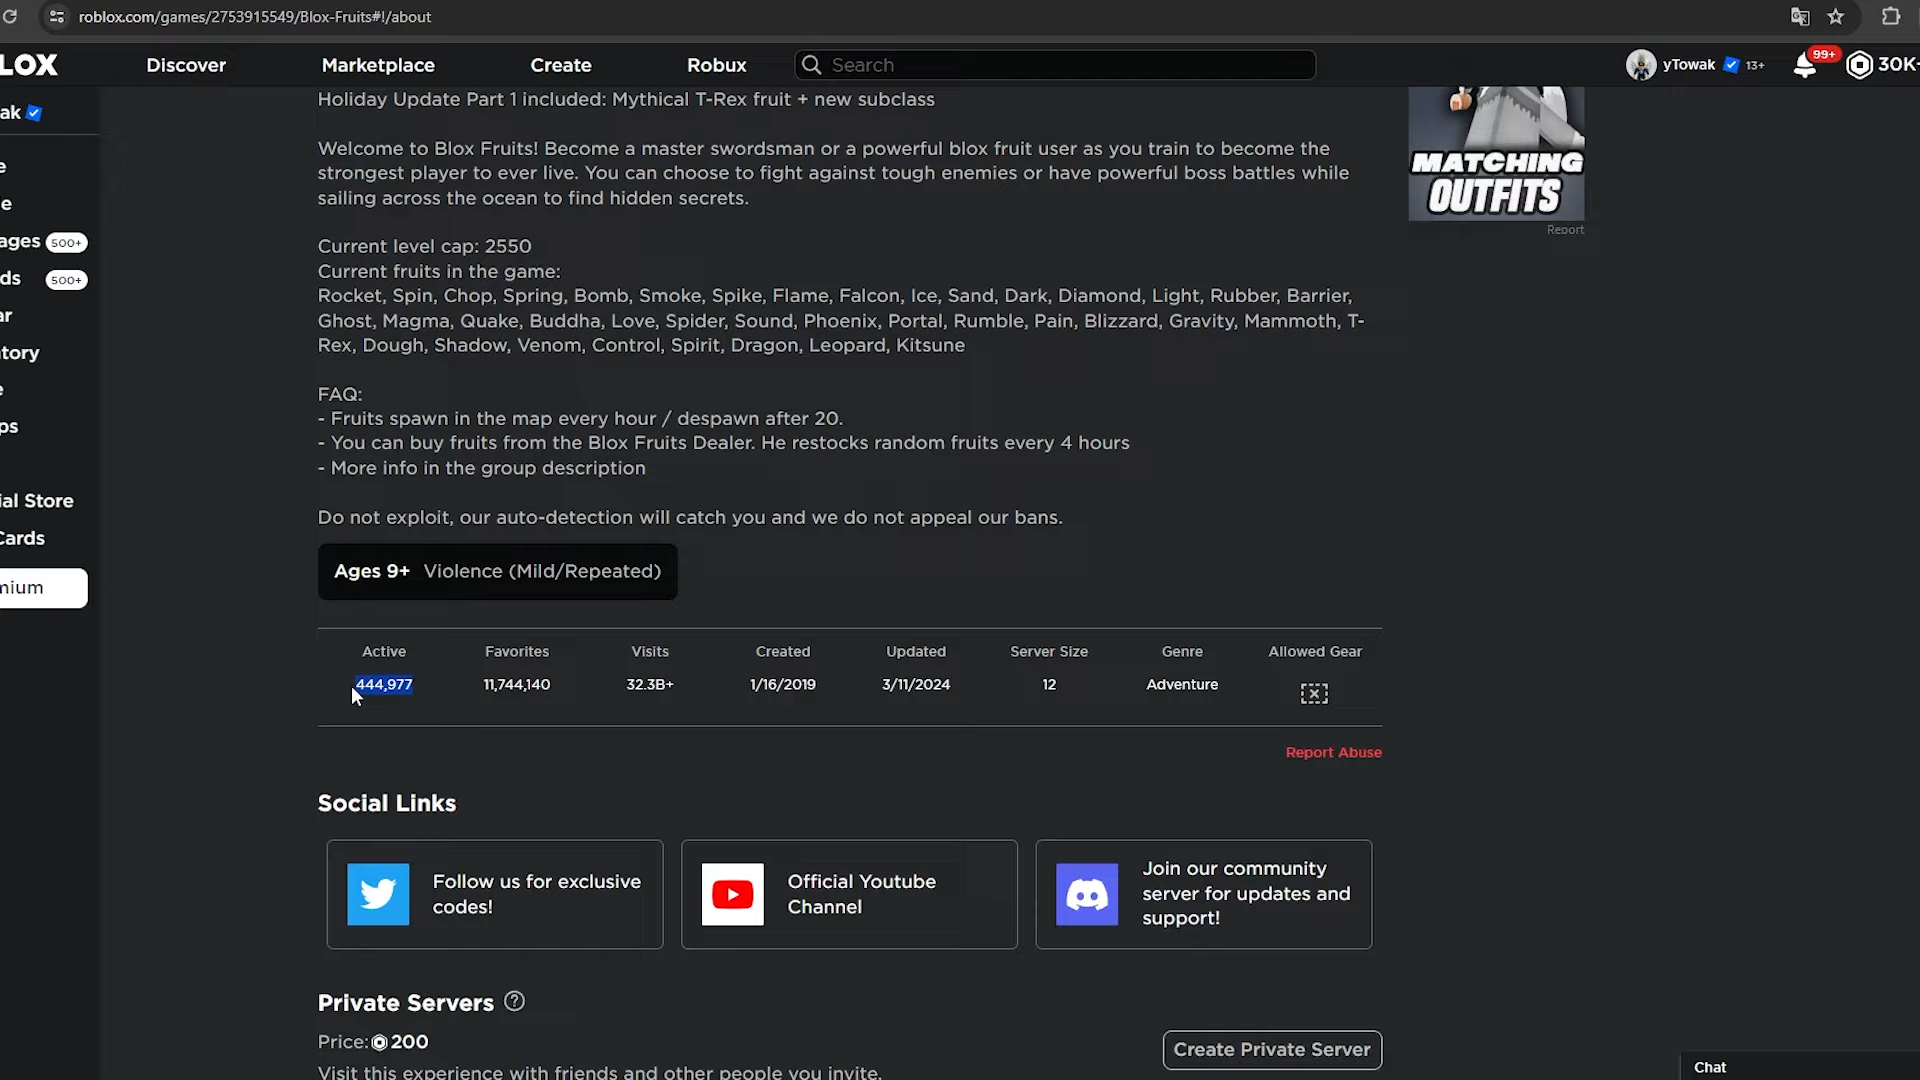 roblox.com/games/2753915549/Blox-Fruits#!/about
LOX
Discover
Marketplace
Create
Robux
Search
yTowak
13+
99+
30K+
ak
e
e
ages 500+
ds 500+
ar
tory
e
ps
ial Store
Cards
mium
Holiday Update Part 1 included: Mythical T-Rex fruit + new subclass
Welcome to Blox Fruits! Become a master swordsman or a powerful blox fruit user as you train to become the
strongest player to ever live. You can choose to fight against tough enemies or have powerful boss battles while
sailing across the ocean to find hidden secrets.
Current level cap: 2550
Current fruits in the game:
Rocket, Spin, Chop, Spring, Bomb, Smoke, Spike, Flame, Falcon, Ice, Sand, Dark, Diamond, Light, Rubber, Barrier,
Ghost, Magma, Quake, Buddha, Love, Spider, Sound, Phoenix, Portal, Rumble, Pain, Blizzard, Gravity, Mammoth, T-
Rex, Dough, Shadow, Venom, Control, Spirit, Dragon, Leopard, Kitsune
FAQ:
- Fruits spawn in the map every hour / despawn after 20.
- You can buy fruits from the Blox Fruits Dealer. He restocks random fruits every 4 hours
- More info in the group description
Do not exploit, our auto-detection will catch you and we do not appeal our bans.
Ages 9+ Violence (Mild/Repeated)
Active Favorites Visits Created Updated Server Size Genre Allowed Gear
444,977 11,744,140 32.3B+ 1/16/2019 3/11/2024 12 Adventure
Report Abuse
Social Links
Follow us for exclusive
codes!
Official Youtube
Channel
Join our community
server for updates and
support!
Private Servers
Price: 200
Create Private Server
Visit this experience with friends and other people you invite.
MATCHING
OUTFITS
Report
Chat